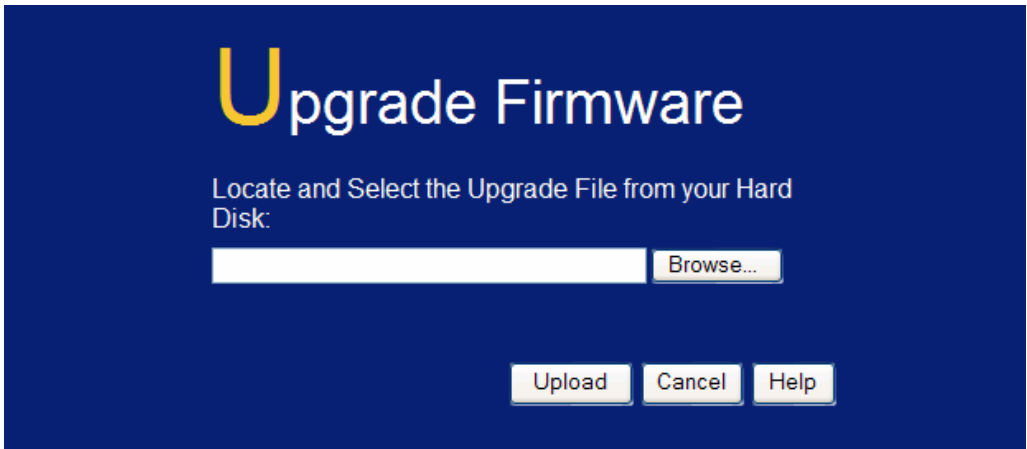 Upgrade Firmware
Locate and Select the Upgrade File from your Hard
Disk:
Browse...
Upload Cancel Help